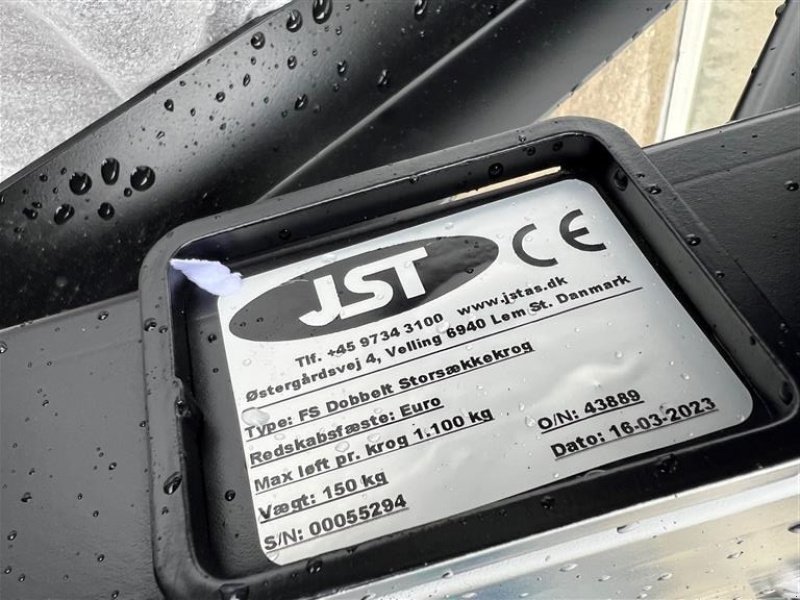 JST CE
Tlf. +45 9734 3100 www.jstas.dk
Østergårdsvej 4, Velling 6940 Lem St. Danmark
Type: FS Dobbelt Storsækkekrog
Redskabsfæste: Euro
Max løft pr. krog 1.100 kg O/N: 43889
Vægt: 150 kg Dato: 16-03-2023
S/N: 00055294